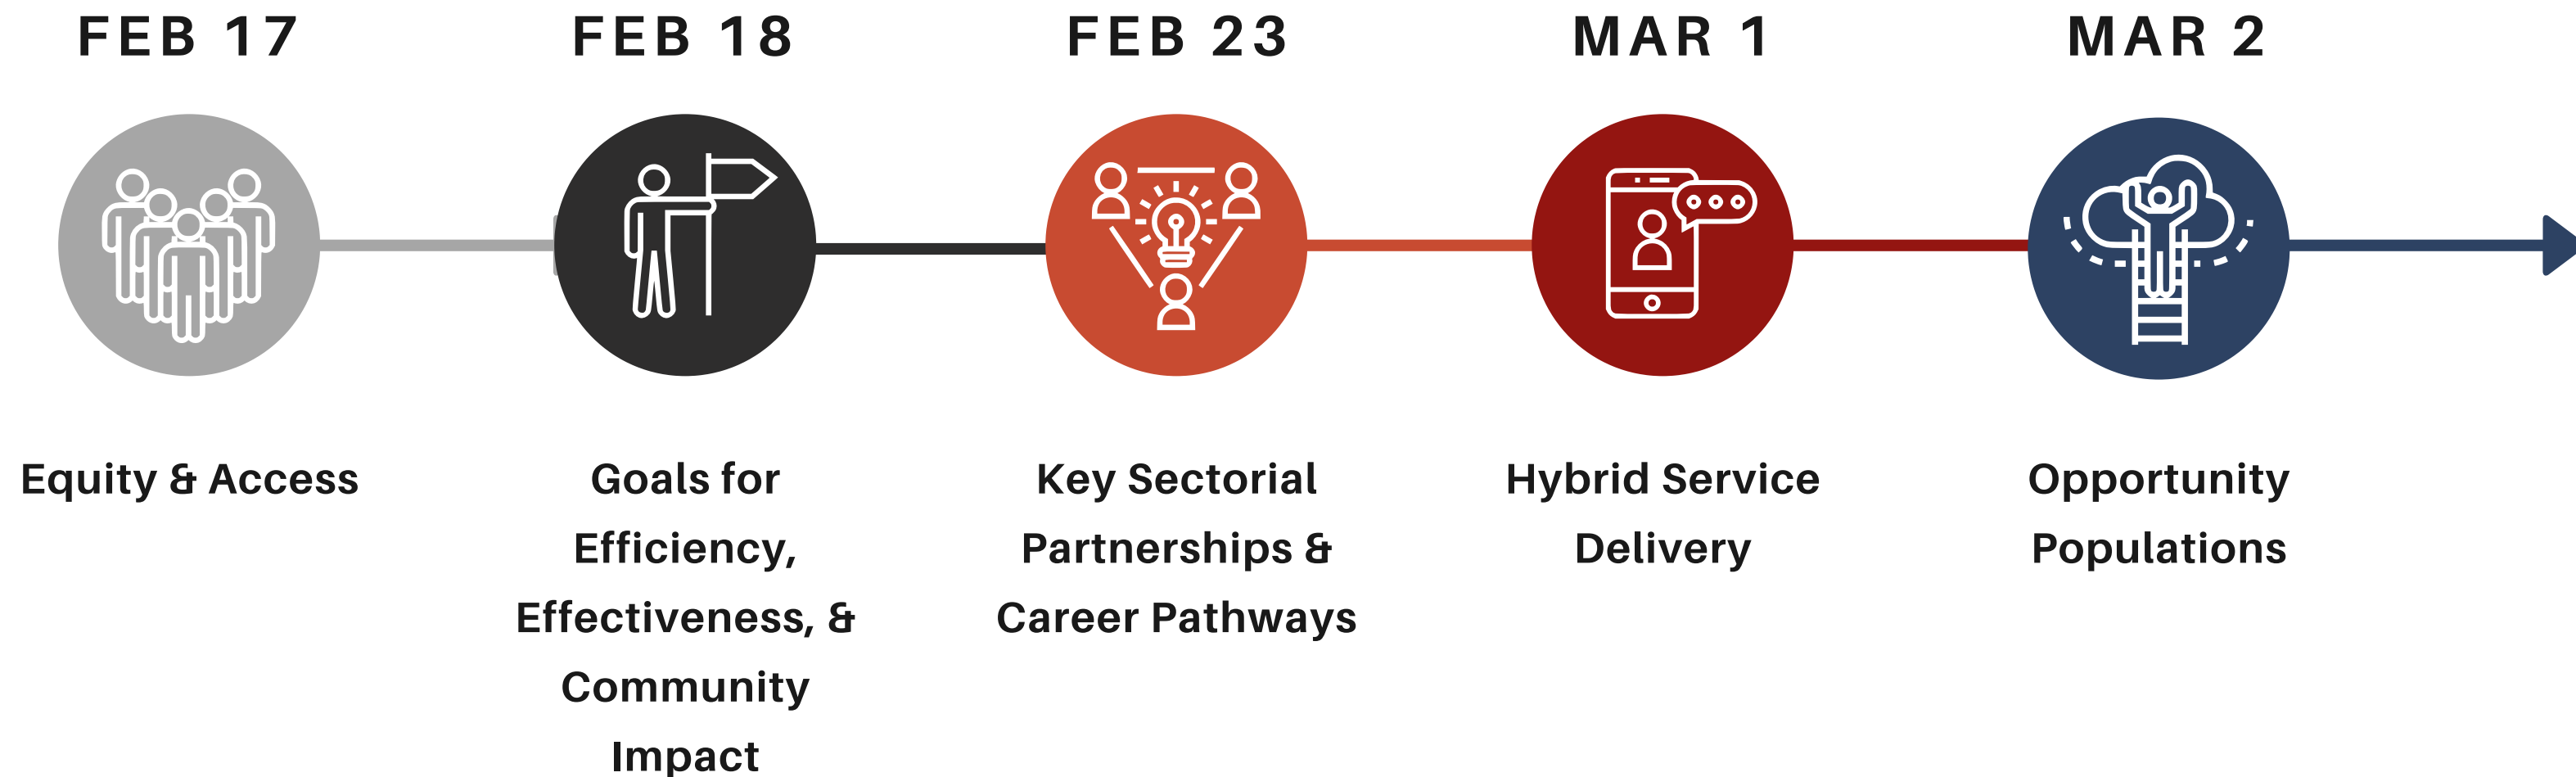 FEB 17
FEB 18
FEB 23
MAR 1
MAR 2
Equity & Access
Goals for
Efficiency,
Effectiveness, &
Community
Impact
Key Sectorial
Partnerships &
Career Pathways
Hybrid Service
Delivery
Opportunity
Populations